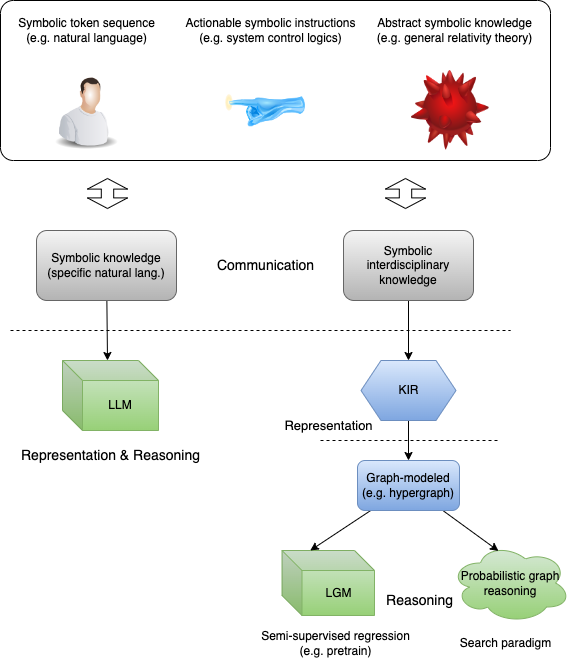 Symbolic token sequence
(e.g. natural language)
Actionable symbolic instructions
(e.g. system control logics)
Abstract symbolic knowledge
(e.g. general relativity theory)
Symbolic knowledge
(specific natural lang.)
Communication
Symbolic
interdisciplinary
knowledge
LLM
Representation & Reasoning
KIR
Representation
Graph-modeled
(e.g. hypergraph)
LGM
Reasoning
Probabilistic graph
reasoning
Semi-supervised regression
(e.g. pretrain)
Search paradigm